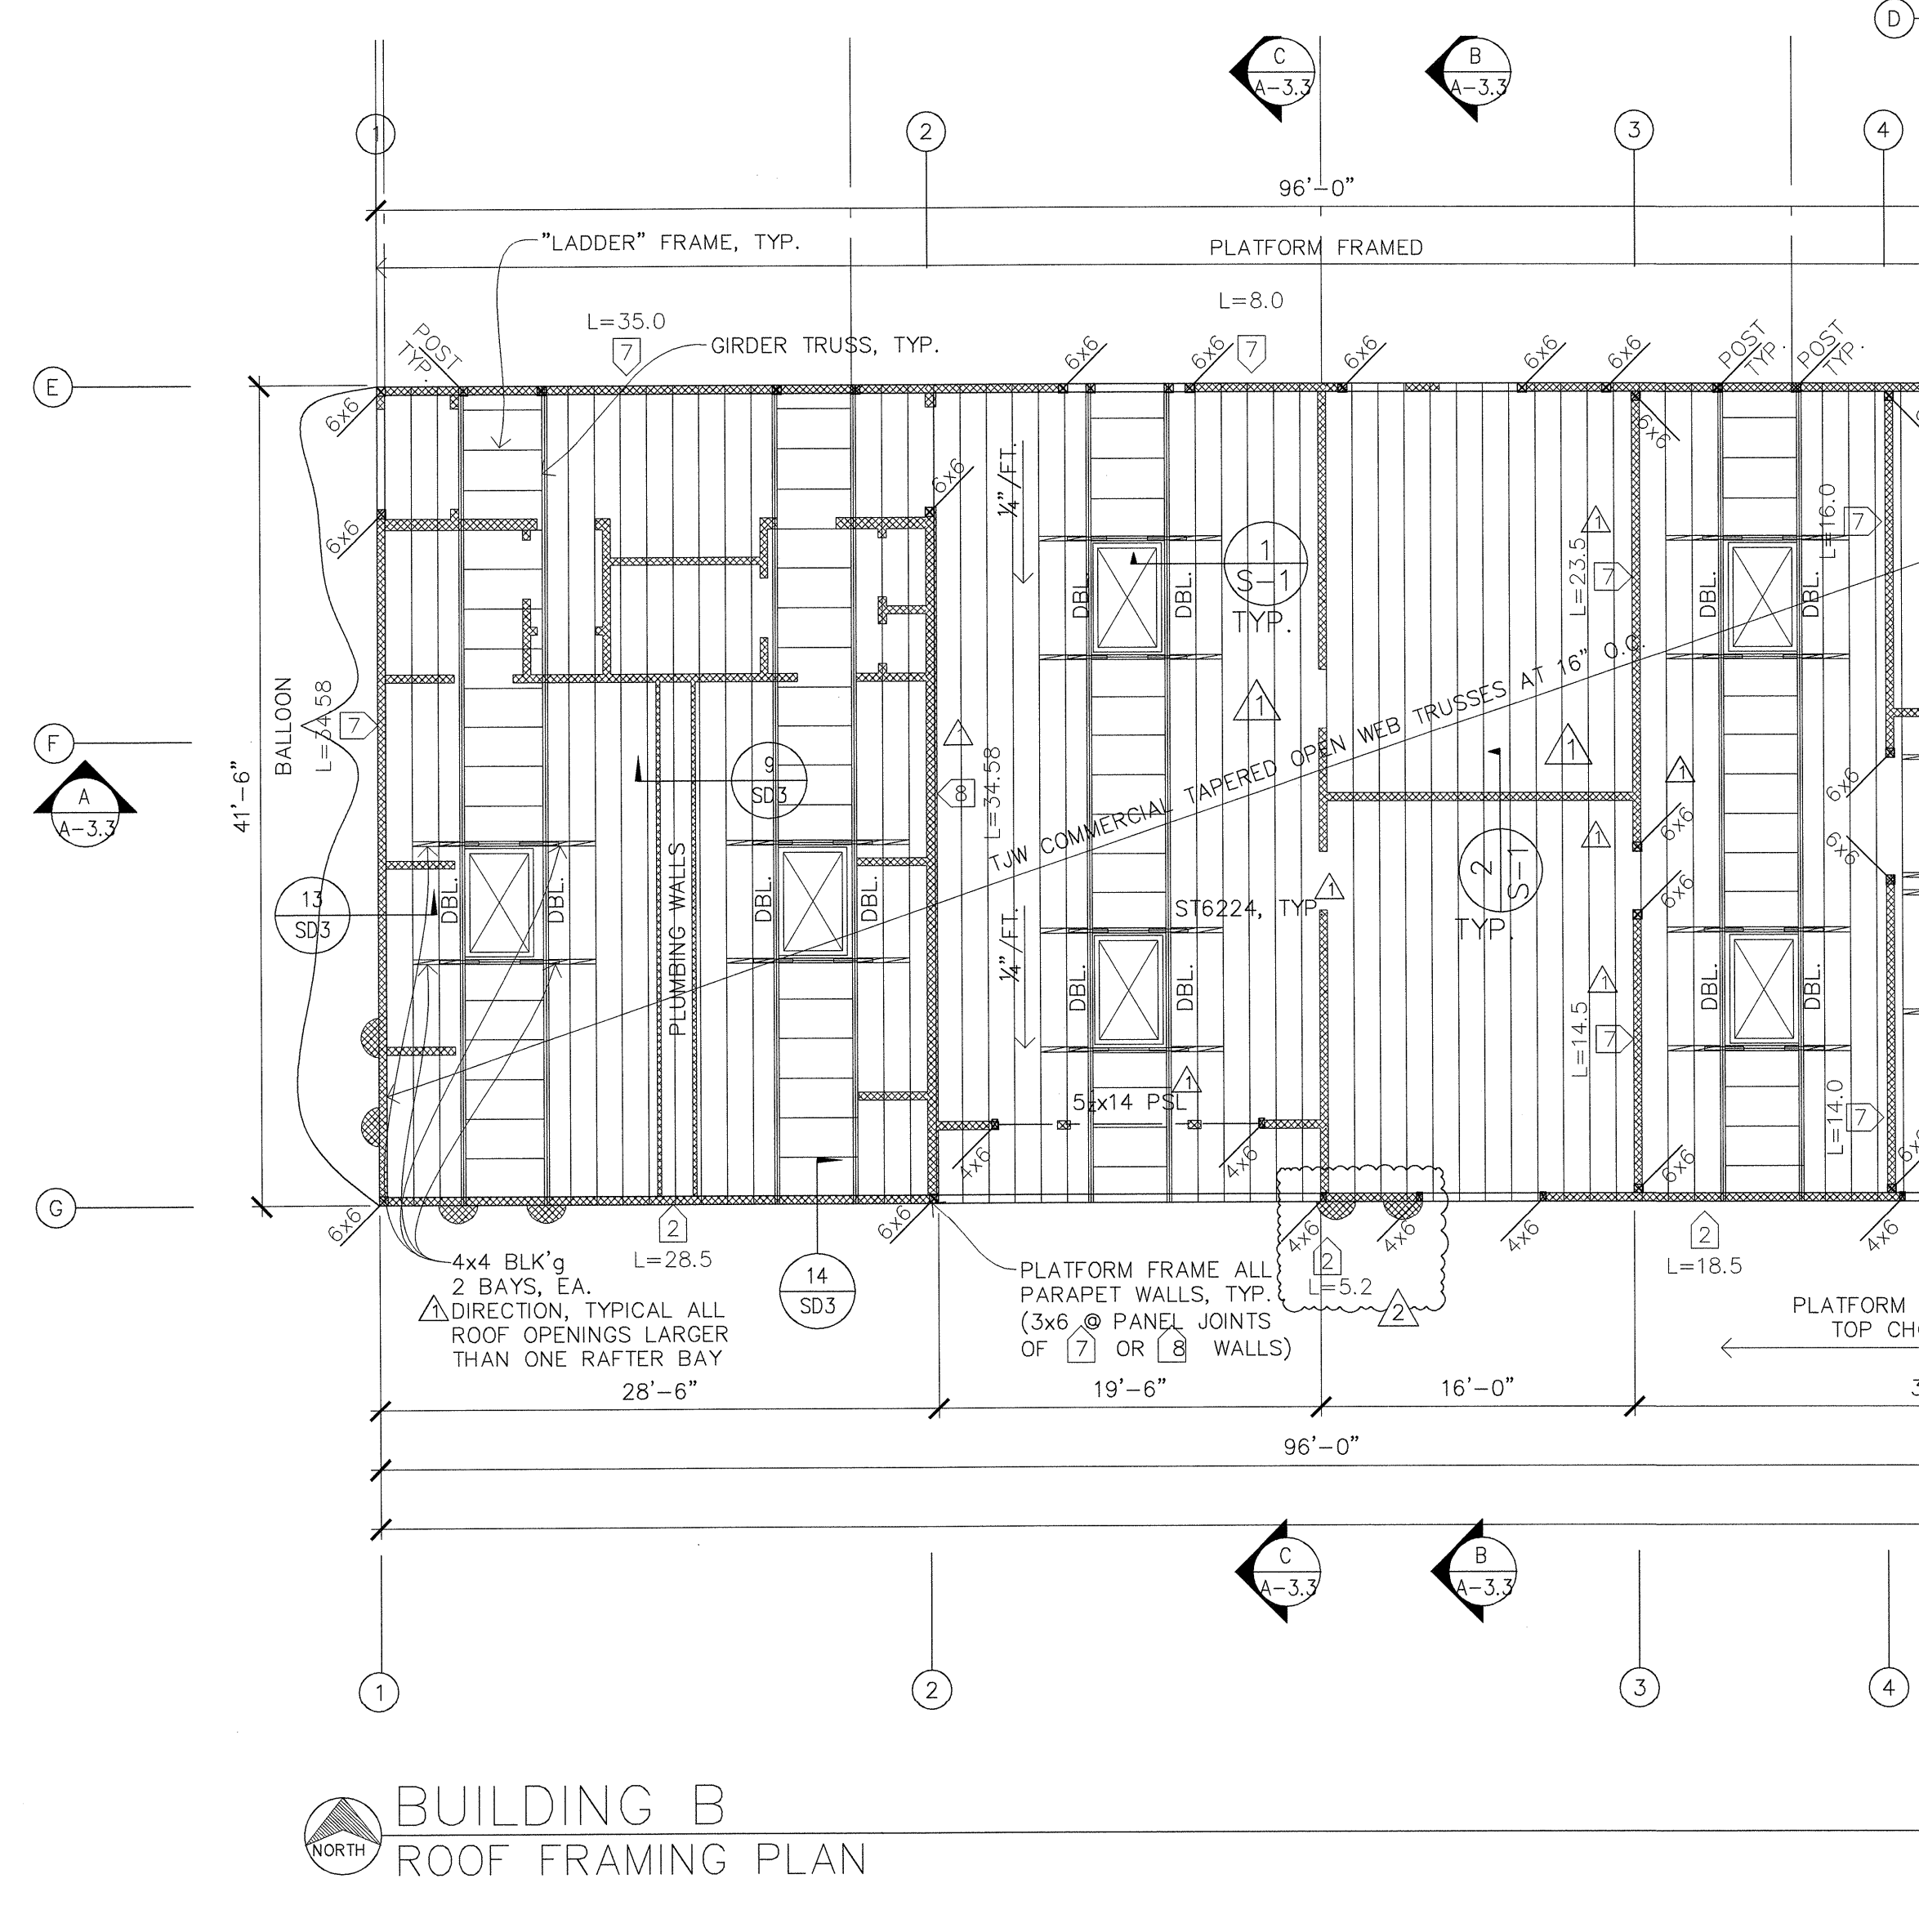 D
C
A-3.3
B
A-3.3
1
2
3
4
96'-0"
"LADDER" FRAME, TYP.
PLATFORM FRAMED
L=35.0
7
GIRDER TRUSS, TYP.
L=8.0
7
POST
TYP.
6x6
6x6
6x6
6x6
6x6
POST
TYP.
POST
TYP.
E
6x6
6x6
6x6
6x6
¼"/FT.
1
S-1
TYP.
DBL.
DBL.
1
L=23.5
7
L=16.0
7
DBL.
DBL.
BALLOON
L=34.58
7
F
A
A-3.3
41'-6"
9
SD3
1
8
L=34.58
1
1
1
TJW COMMERCIAL TAPERED OPEN WEB TRUSSES AT 16" O.C.
6x6
6x6
6x6
6x6
1
2
S-1
TYP.
ST6224, TYP.
1
13
SD3
DBL.
DBL.
PLUMBING WALLS
DBL.
DBL.
¼"/FT.
DBL.
DBL.
1
L=14.5
7
DBL.
DBL.
1
5½x14 PSL
L=14.0
7
4x6
4x6
6x6
6x6
G
6x6
2
L=28.5
6x6
4x6
4x6
4x6
4x6
2
L=5.2
2
2
L=18.5
4x4 BLK'g
2 BAYS, EA.
1 DIRECTION, TYPICAL ALL
ROOF OPENINGS LARGER
THAN ONE RAFTER BAY
14
SD3
PLATFORM FRAME ALL
PARAPET WALLS, TYP.
(3x6 @ PANEL JOINTS
OF 7 OR 8 WALLS)
PLATFORM
TOP CH
28'-6"
19'-6"
16'-0"
3
96'-0"
C
A-3.3
B
A-3.3
1
2
3
4
NORTH
BUILDING B
ROOF FRAMING PLAN